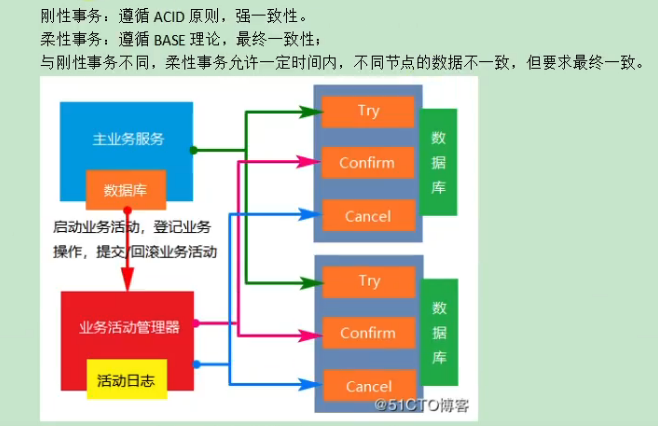 刚性事务：遵循 ACID 原则，强一致性。
柔性事务：遵循 BASE 理论，最终一致性；
与刚性事务不同，柔性事务允许一定时间内，不同节点的数据不一致，但要求最终一致。
主业务服务
数据库
启动业务活动，登记业务
操作，提交/回滚业务活动
业务活动管理器
活动日志
Try
Confirm
Cancel
数
据
库
Try
Confirm
Cancel
数
据
库
@51CTO博客